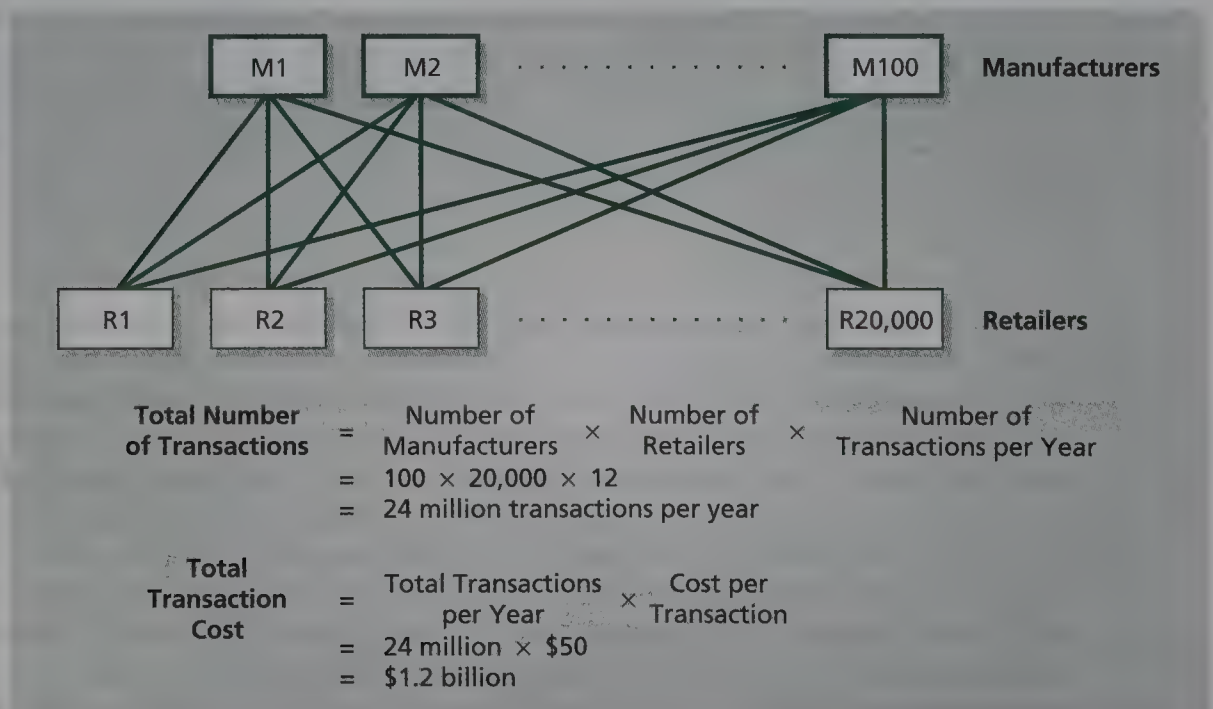 M1 M2 . . . . . . . . . . . . . M100 Manufacturers
R1 R2 R3 . . . . . . . . . . . . . R20,000 Retailers
Total Number of Transactions = Number of Manufacturers × Number of Retailers × Number of Transactions per Year
= 100 × 20,000 × 12
= 24 million transactions per year
Total Transaction Cost = Total Transactions per Year × Cost per Transaction
= 24 million × $50
= $1.2 billion